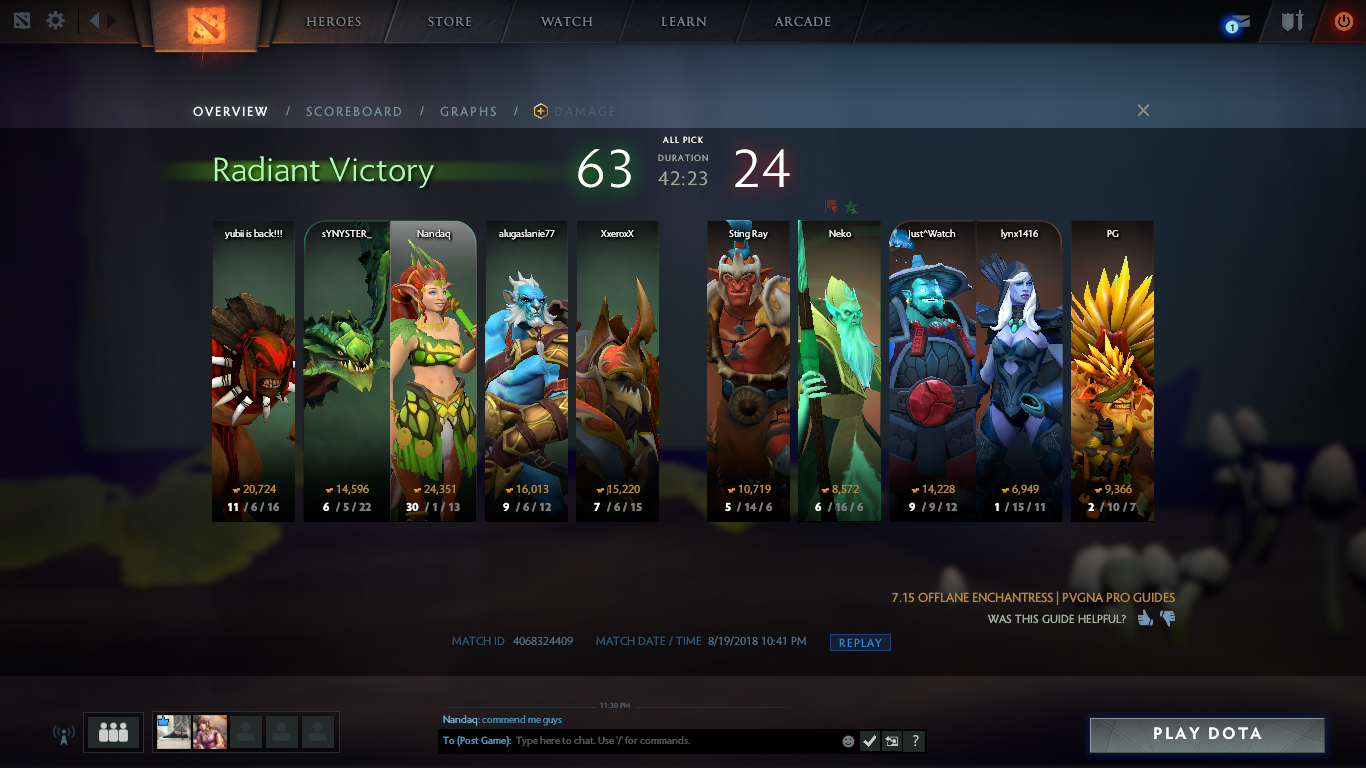 HEROES STORE WATCH LEARN ARCADE
1
OVERVIEW / SCOREBOARD / GRAPHS / DAMAGE
ALL PICK
Radiant Victory 63 DURATION 24
42:23
yubii is back!!! sYNYSTER_ Nandaq alugaslanie77 XxeroxX Sting Ray Neko Just^Watch lynx1416 PG
20,724 14,596 24,351 16,013 15,220 10,719 8,572 14,228 6,949 9,366
11 / 6 / 16 6 / 5 / 22 30 / 1 / 13 9 / 6 / 12 7 / 6 / 15 5 / 14 / 6 6 / 16 / 6 9 / 9 / 12 1 / 15 / 11 2 / 10 / 7
7.15 OFFLANE ENCHANTRESS | PVGNA PRO GUIDES
WAS THIS GUIDE HELPFUL?
MATCH ID 4068324409 MATCH DATE / TIME 8/19/2018 10:41 PM REPLAY
11:30 PM
Nandaq: commend me guys
To (Post Game): Type here to chat. Use '/' for commands. ?
PLAY DOTA